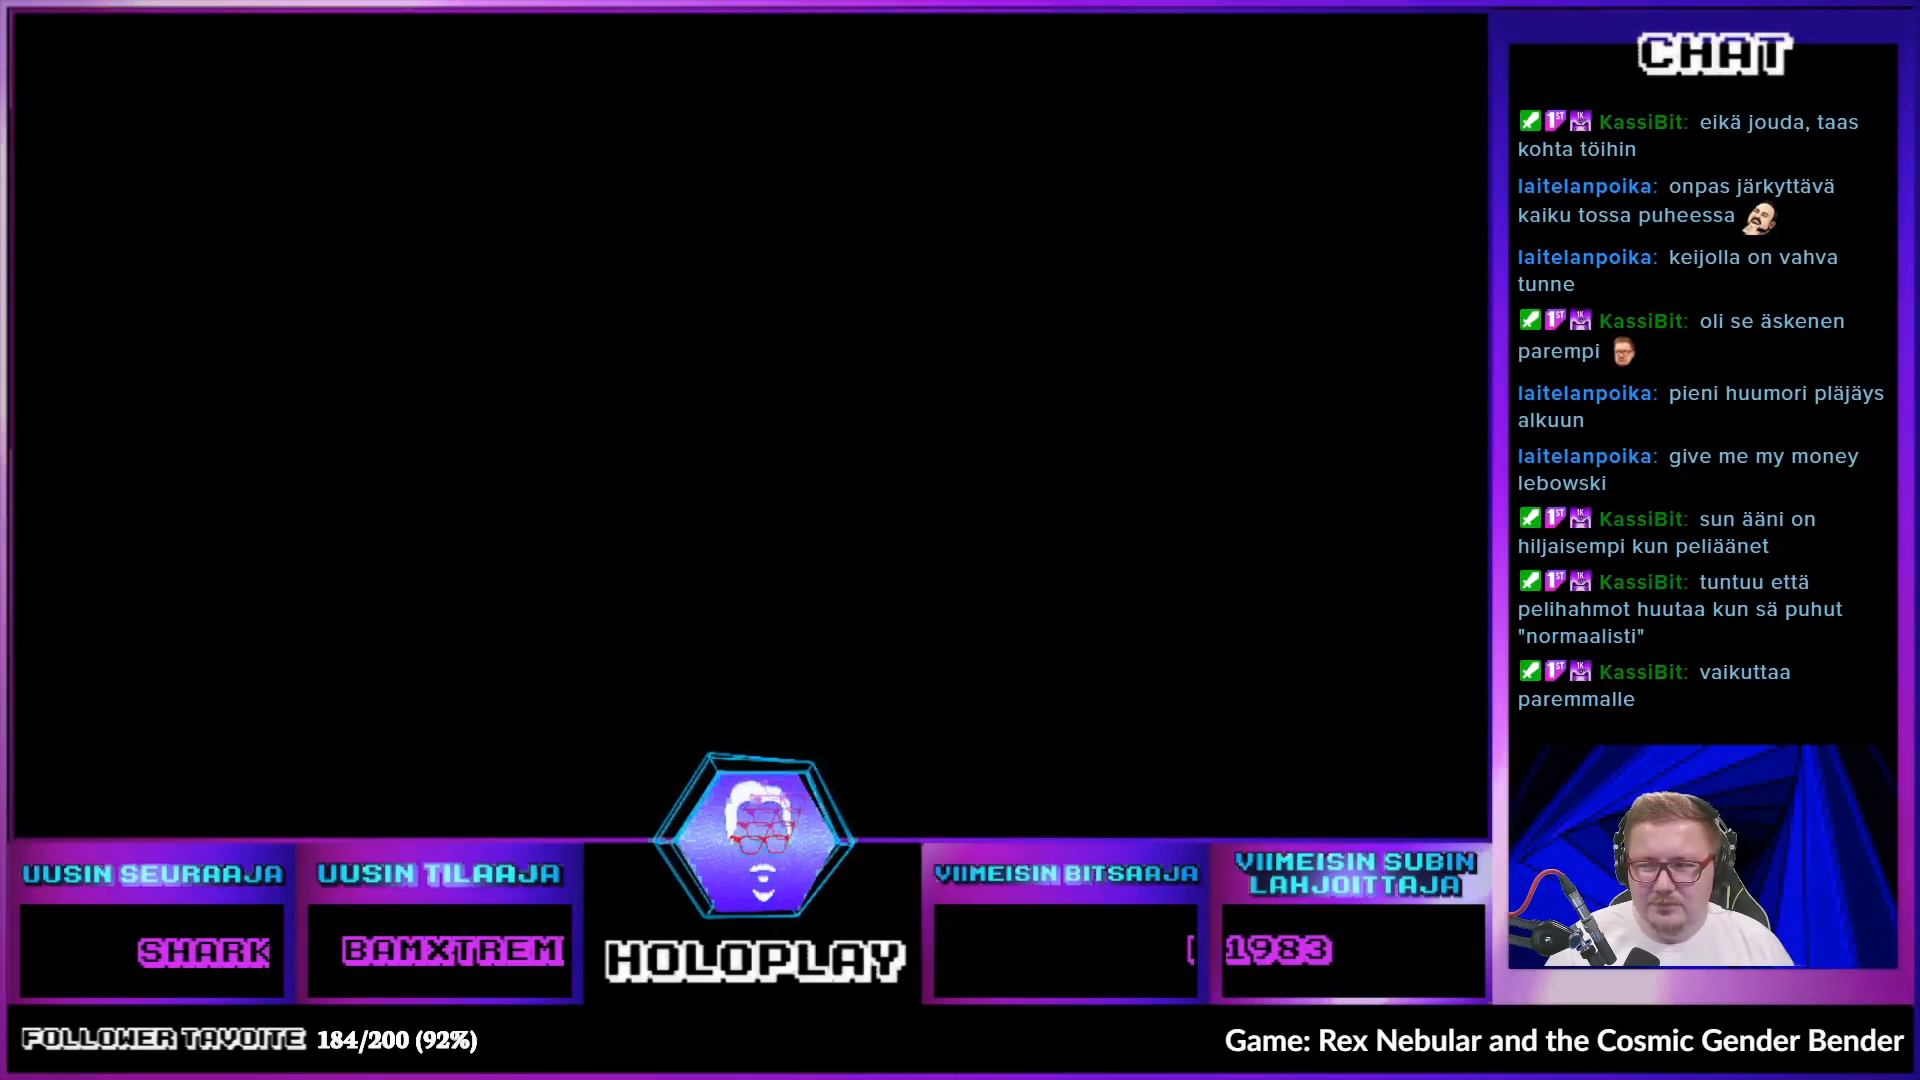 CHAT
KassiBit: eikä jouda, taas
kohta töihin
laitelanpoika: onpas järkyttävä
kaiku tossa puheessa
laitelanpoika: keijolla on vahva
tunne
KassiBit: oli se äskenen
parempi
laitelanpoika: pieni huumori pläjäys
alkuun
laitelanpoika: give me my money
lebowski
KassiBit: sun ääni on
hiljaisempi kun peliäänet
KassiBit: tuntuu että
pelihahmot huutaa kun sä puhut
"normaalisti"
KassiBit: vaikuttaa
paremmalle
UUSIN SEURAAJA
SHARK
UUSIN TILAAJA
BAMXTREM
HOLOPLAY
VIIMEISIN BITSAAJA
VIIMEISIN SUBIN
LAHJOITTAJA
1983
FOLLOWER TAVOITE 184/200 (92%)
Game: Rex Nebular and the Cosmic Gender Bender